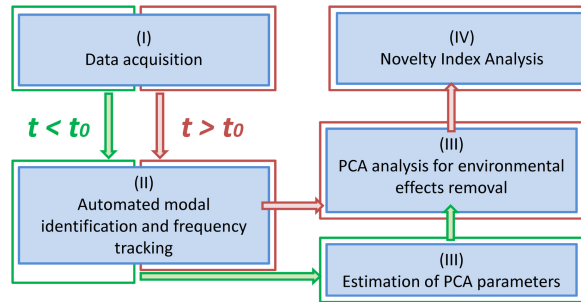 (I)
Data acquisition
(IV)
Novelty Index Analysis
t < t0
t > t0
(II)
Automated modal
identification and frequency
tracking
(III)
PCA analysis for environmental
effects removal
(III)
Estimation of PCA parameters